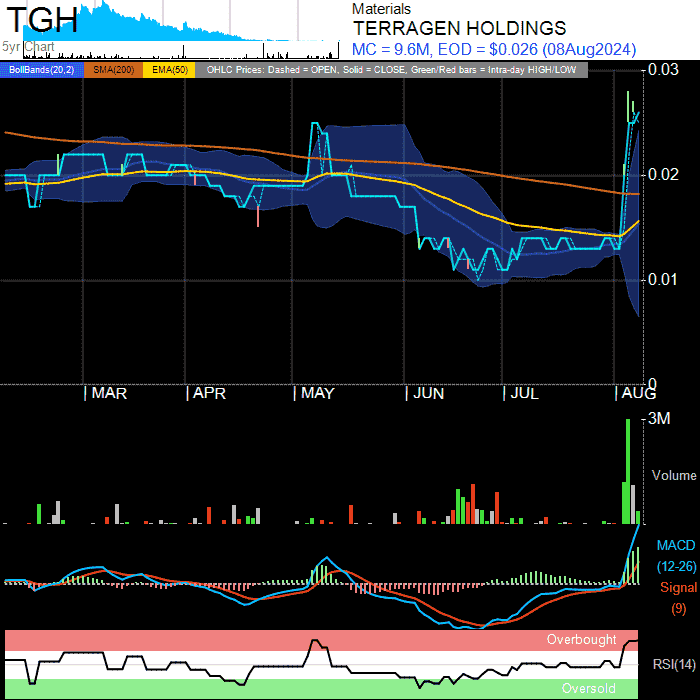 TGH
5yr Chart
Materials
TERRAGEN HOLDINGS
MC = 9.6M, EOD = $0.026 (08Aug2024)
BollBands(20,2) SMA(200) EMA(50) OHLC Prices: Dashed = OPEN, Solid = CLOSE, Green/Red bars = Intra-day HIGH/LOW
0.03
0.02
0.01
0
| MAR | APR | MAY | JUN | JUL | AUG
3M
Volume
MACD
(12-26)
Signal
(9)
Overbought
RSI(14)
Oversold